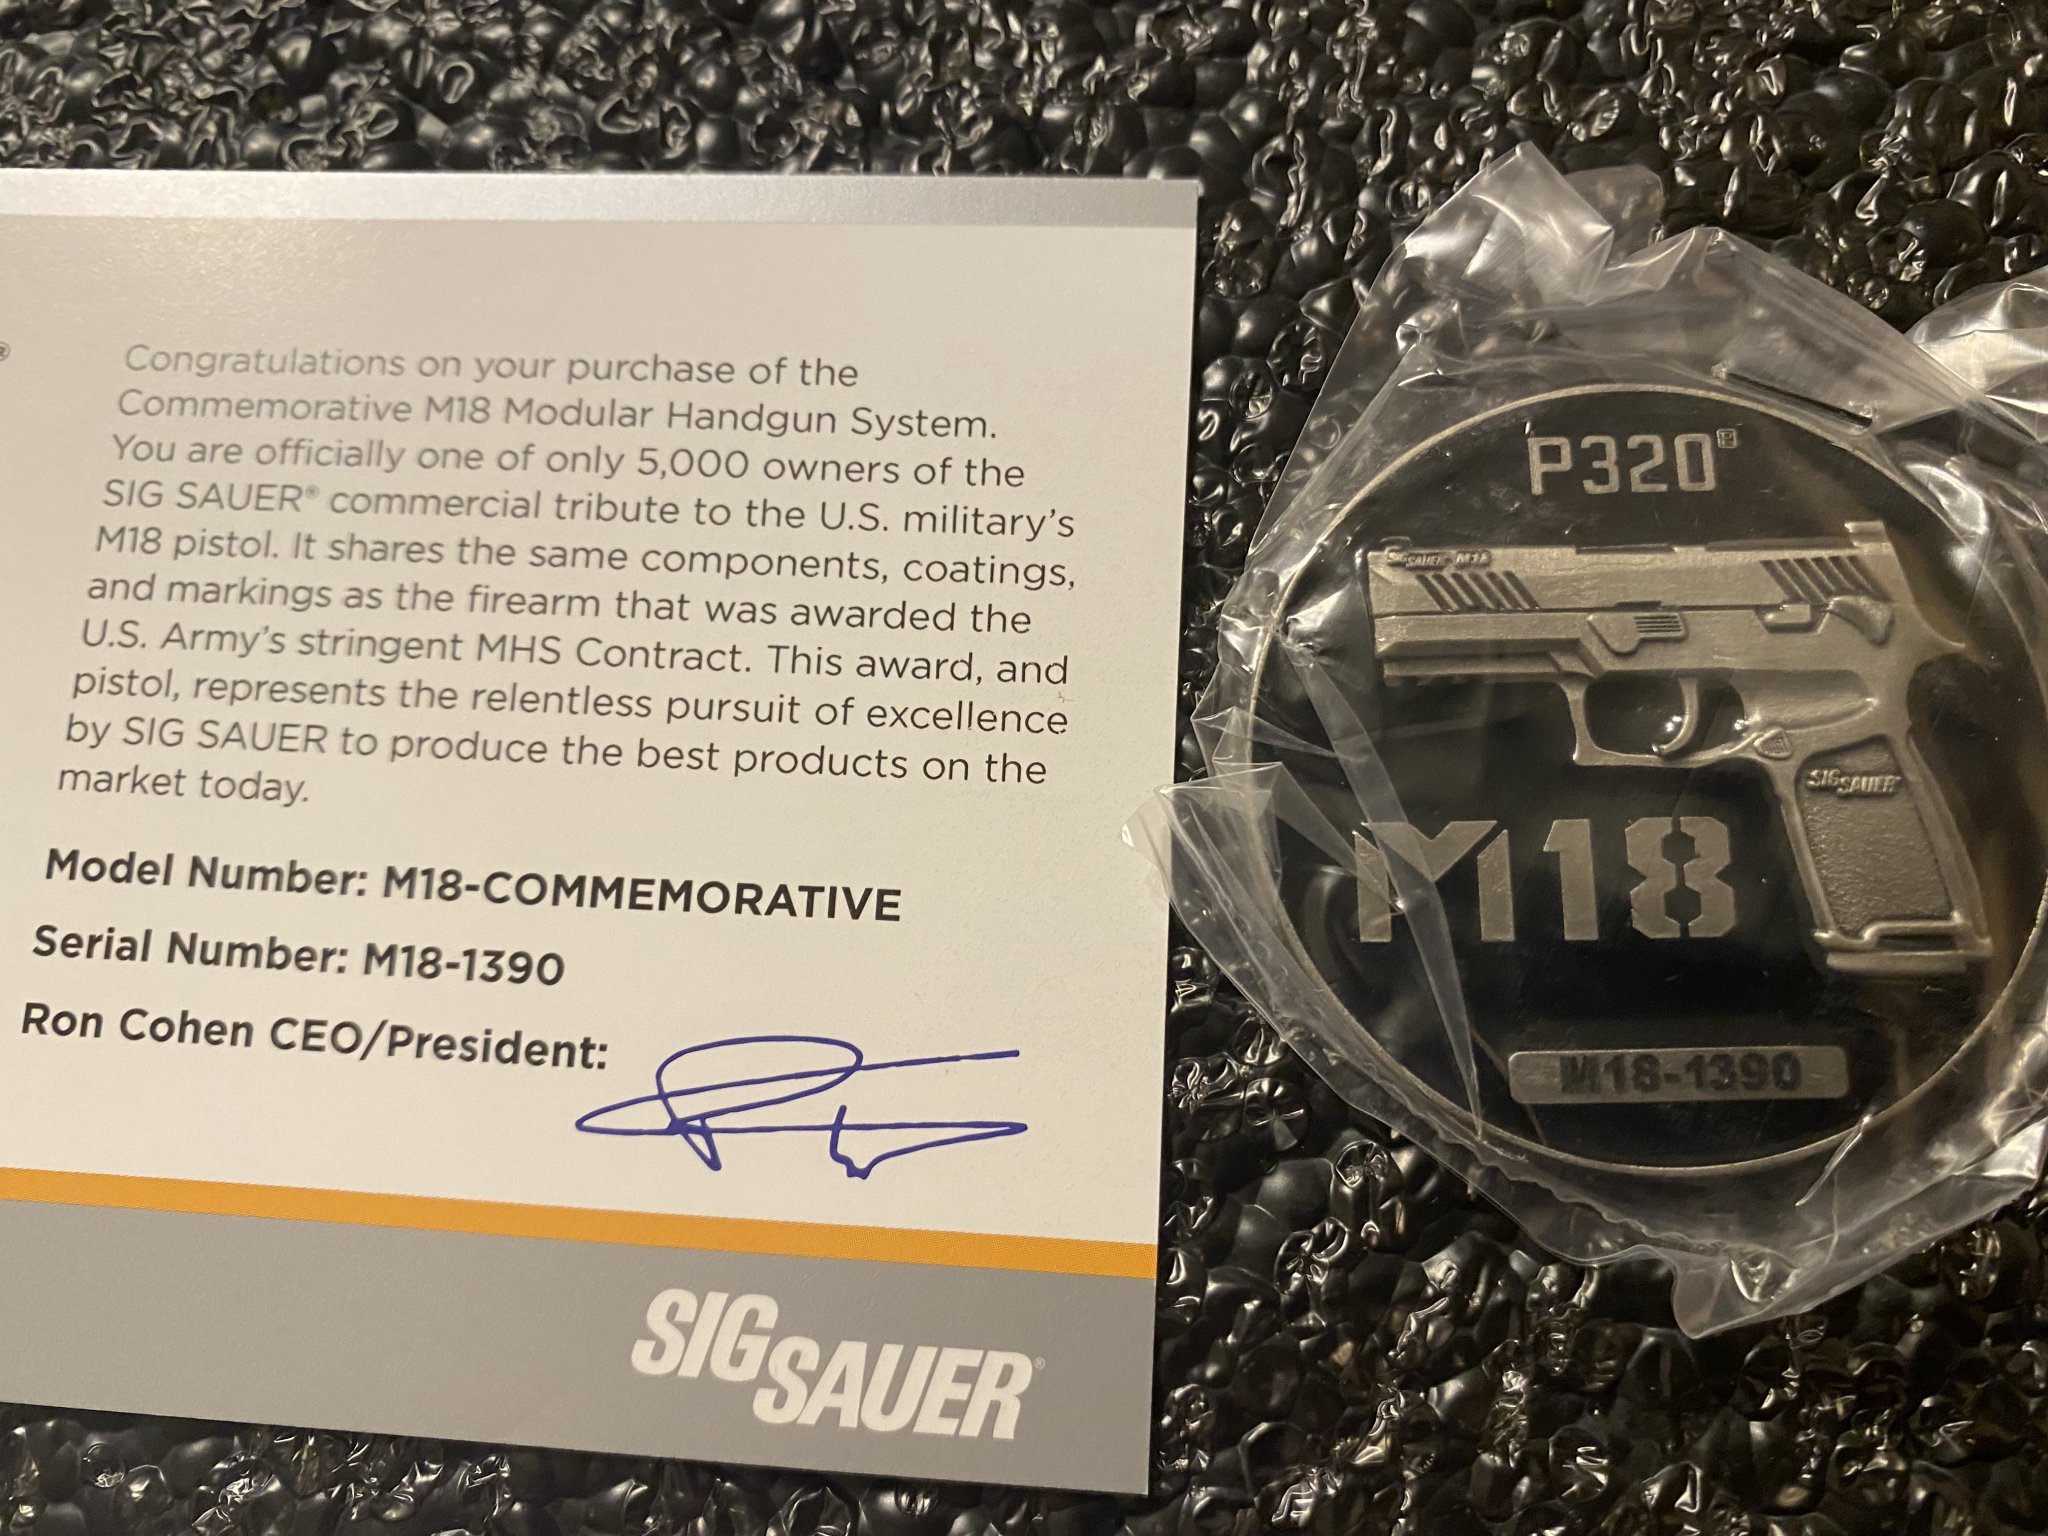 ®
Congratulations on your purchase of the
Commemorative M18 Modular Handgun System.
You are officially one of only 5,000 owners of the
SIG SAUER® commercial tribute to the U.S. military's
M18 pistol. It shares the same components, coatings,
and markings as the firearm that was awarded the
U.S. Army's stringent MHS Contract. This award, and
pistol, represents the relentless pursuit of excellence
by SIG SAUER to produce the best products on the
market today.
Model Number: M18-COMMEMORATIVE
Serial Number: M18-1390
Ron Cohen CEO/President:
SIG SAUER®
P320®
SIG SAUER® M18
SIG SAUER
M18
M18-1390